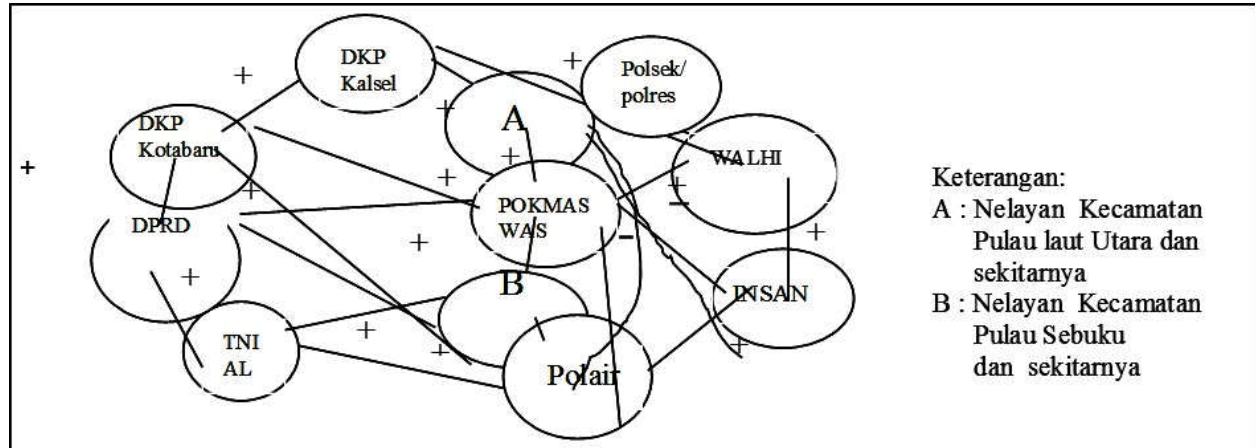 DKP
Kalsel
Polsek/
polres
DKP
Kotabaru
A
WALHI
POKMAS
WAS
DPRD
B
INSAN
TNI
AL
Polair
+
+
+
+
+
+
+
+
+
+
+
+
+
+
-
-
Keterangan:
A : Nelayan Kecamatan
Pulau laut Utara dan
sekitarnya
B : Nelayan Kecamatan
Pulau Sebuku
dan sekitarnya